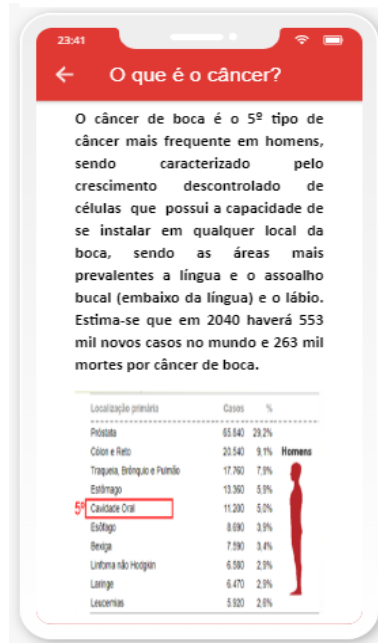 23:41
O que é o câncer?
O câncer de boca é o 5º tipo de
câncer mais frequente em homens,
sendo caracterizado pelo
crescimento descontrolado de
células que possui a capacidade de
se instalar em qualquer local da
boca, sendo as áreas mais
prevalentes a língua e o assoalho
bucal (embaixo da língua) e o lábio.
Estima-se que em 2040 haverá 553
mil novos casos no mundo e 263 mil
mortes por câncer de boca.
Localização primária Casos %
Próstata 65.840 29,2%
Cólon e Reto 20.540 9,1% Homens
Traqueia, Brônquio e Pulmão 17.760 7,9%
Estômago 13.360 5,9%
5º Cavidade Oral 11.200 5,0%
Esôfago 8.690 3,9%
Bexiga 7.590 3,4%
Linfoma não Hodgkin 6.580 2,9%
Laringe 6.470 2,9%
Leucemias 5.920 2,6%